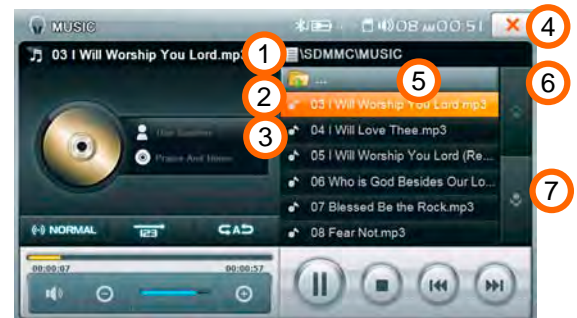 MUSIC
08 00:51
4
03 I Will Worship You Lord.mp3
1
\SDMMC\MUSIC
...
5
6
2
03 I Will Worship You Lord.mp3
3
04 I Will Love Thee.mp3
05 I Will Worship You Lord (Re...
06 Who is God Besides Our Lo...
7
07 Blessed Be the Rock.mp3
08 Fear Not.mp3
NORMAL
123
A
00:00:07
00:00:57